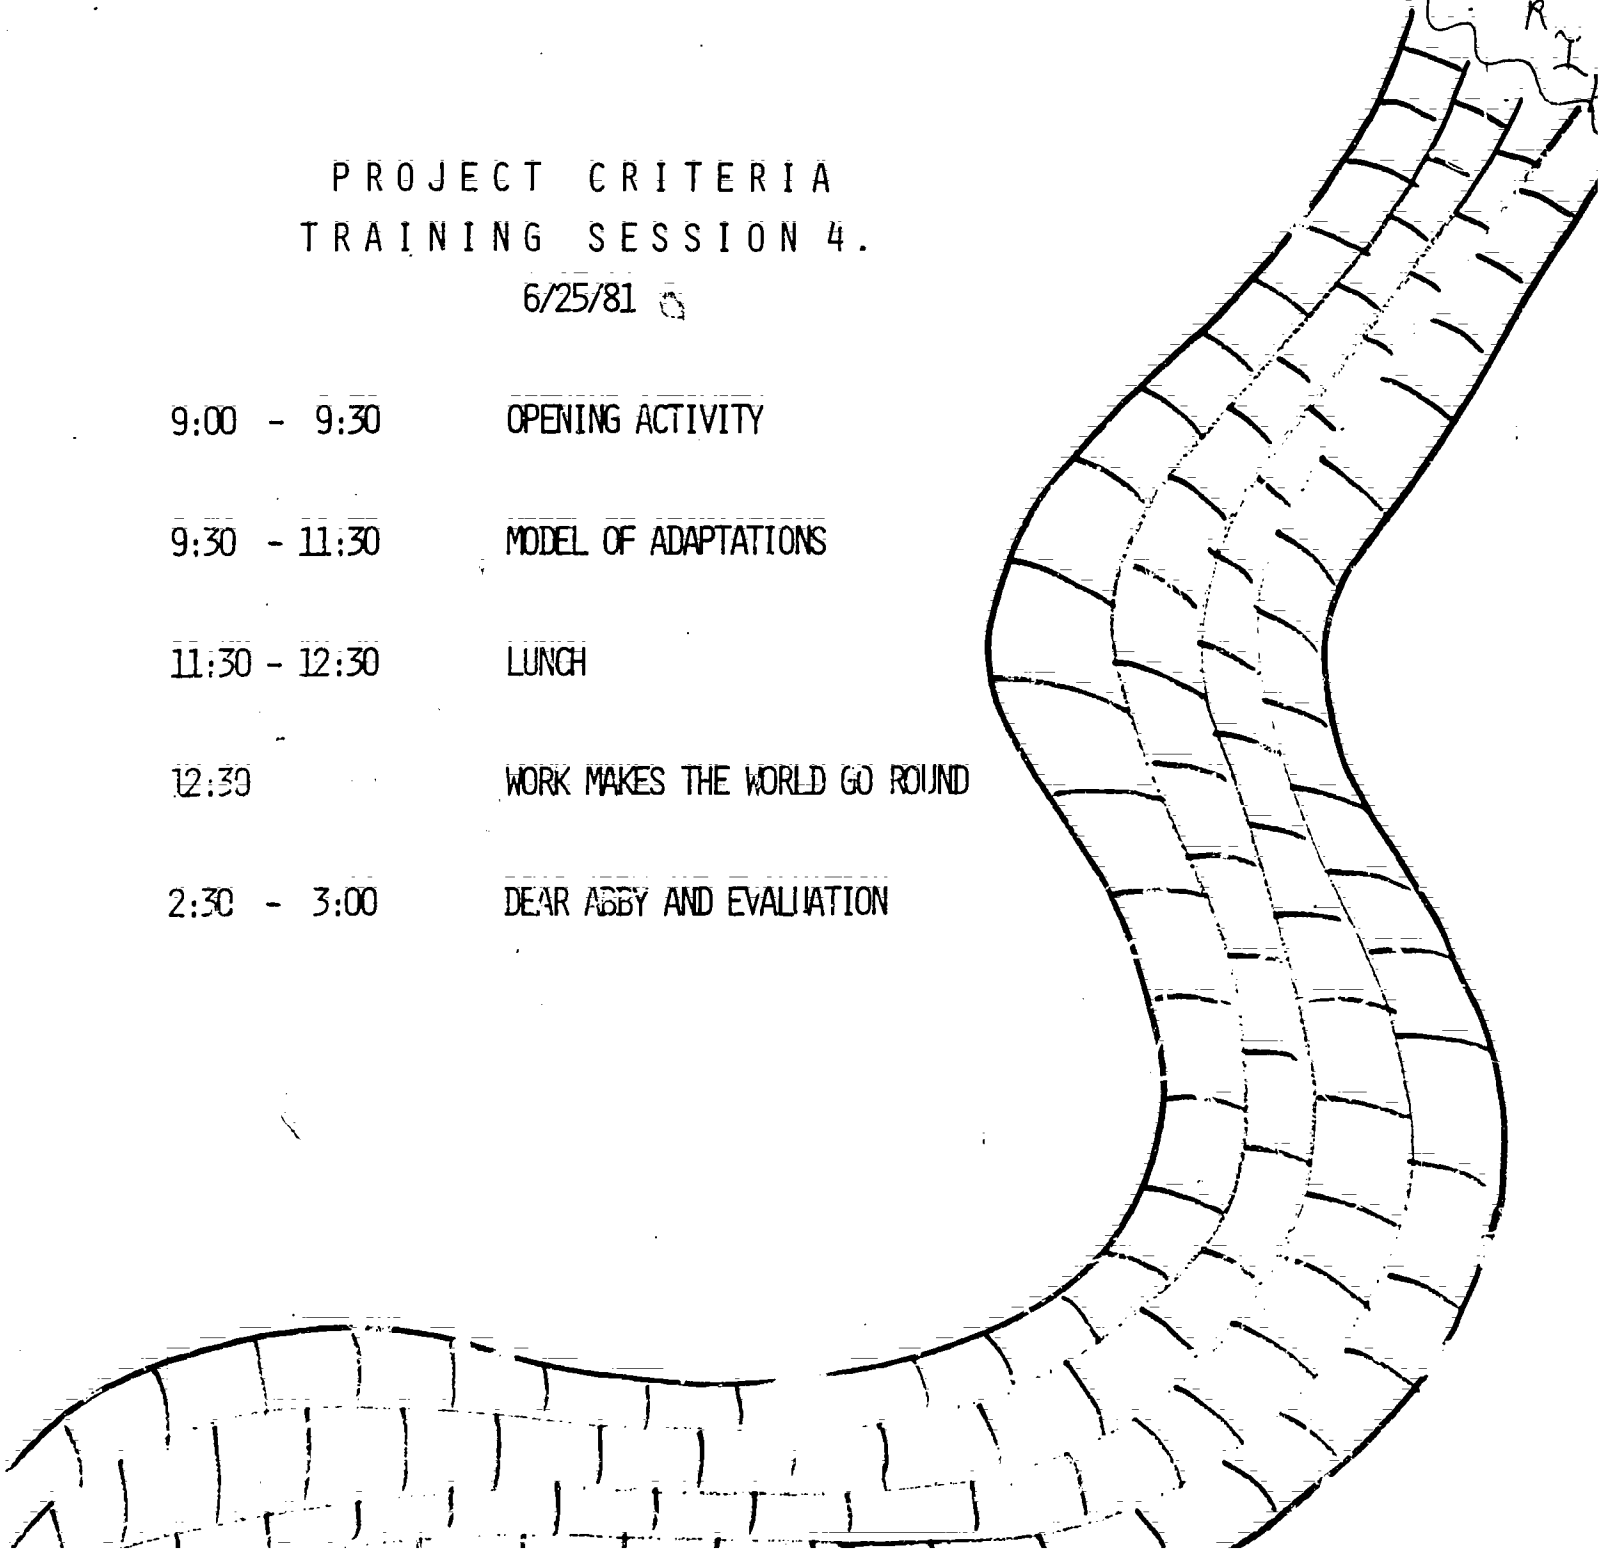 R
I
PROJECT CRITERIA
TRAINING SESSION 4.
6/25/81
9:00 - 9:30 OPENING ACTIVITY
9:30 - 11:30 MODEL OF ADAPTATIONS
11:30 - 12:30 LUNCH
12:30 WORK MAKES THE WORLD GO ROUND
2:30 - 3:00 DEAR ABBY AND EVALUATION